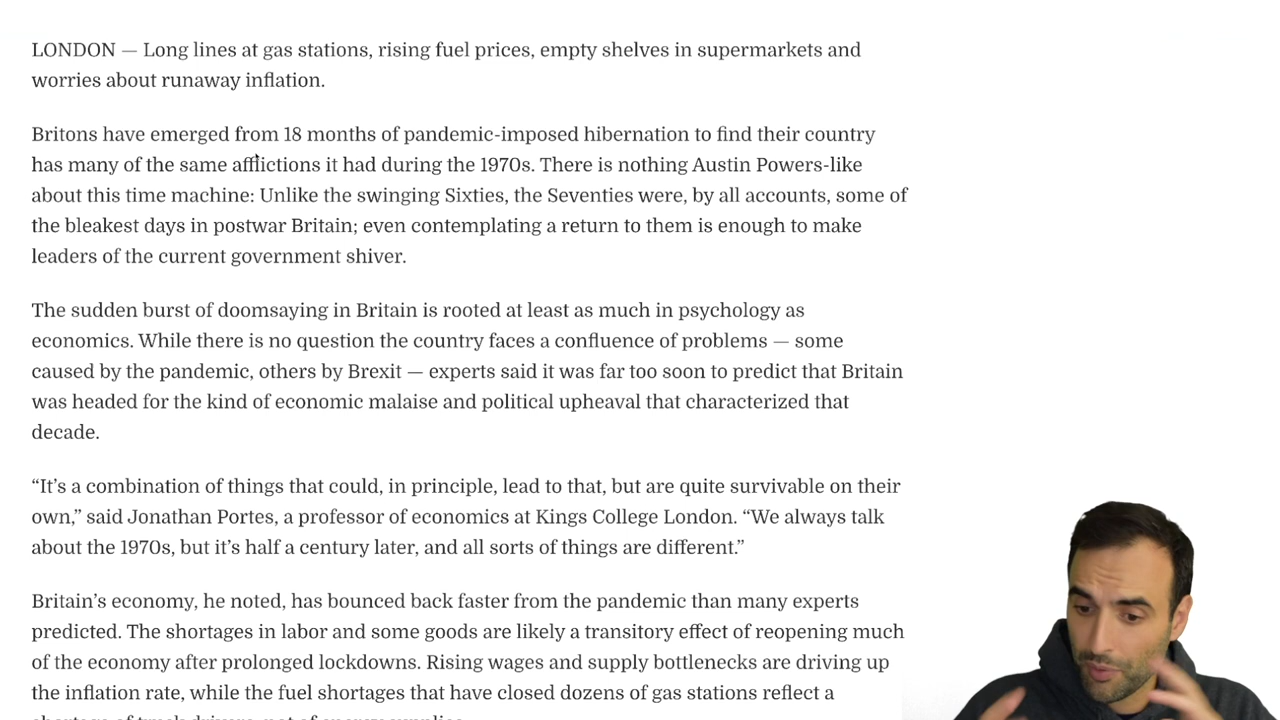 LONDON — Long lines at gas stations, rising fuel prices, empty shelves in supermarkets and
worries about runaway inflation.
Britons have emerged from 18 months of pandemic-imposed hibernation to find their country
has many of the same afflictions it had during the 1970s. There is nothing Austin Powers-like
about this time machine: Unlike the swinging Sixties, the Seventies were, by all accounts, some of
the bleakest days in postwar Britain; even contemplating a return to them is enough to make
leaders of the current government shiver.
The sudden burst of doomsaying in Britain is rooted at least as much in psychology as
economics. While there is no question the country faces a confluence of problems — some
caused by the pandemic, others by Brexit — experts said it was far too soon to predict that Britain
was headed for the kind of economic malaise and political upheaval that characterized that
decade.
“It’s a combination of things that could, in principle, lead to that, but are quite survivable on their
own,” said Jonathan Portes, a professor of economics at Kings College London. “We always talk
about the 1970s, but it’s half a century later, and all sorts of things are different.”
Britain’s economy, he noted, has bounced back faster from the pandemic than many experts
predicted. The shortages in labor and some goods are likely a transitory effect of reopening much
of the economy after prolonged lockdowns. Rising wages and supply bottlenecks are driving up
the inflation rate, while the fuel shortages that have closed dozens of gas stations reflect a
shortage of truck drivers, not of energy supplies.